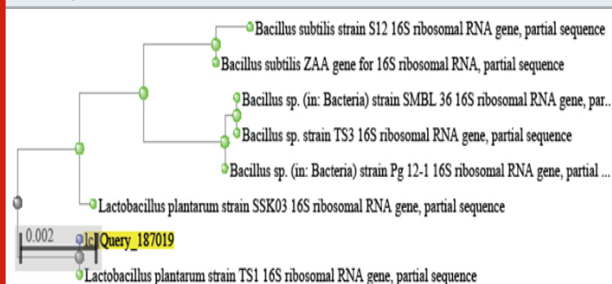 Bacillus subtilis strain S12 16S ribosomal RNA gene, partial sequence
Bacillus subtilis ZAA gene for 16S ribosomal RNA, partial sequence
Bacillus sp. (in: Bacteria) strain SMBL 36 16S ribosomal RNA gene, par...
Bacillus sp. strain TS3 16S ribosomal RNA gene, partial sequence
Bacillus sp. (in: Bacteria) strain Pg 12-1 16S ribosomal RNA gene, partial ...
Lactobacillus plantarum strain SSK03 16S ribosomal RNA gene, partial sequence
0.002
lcl|Query_187019
Lactobacillus plantarum strain TS1 16S ribosomal RNA gene, partial sequence